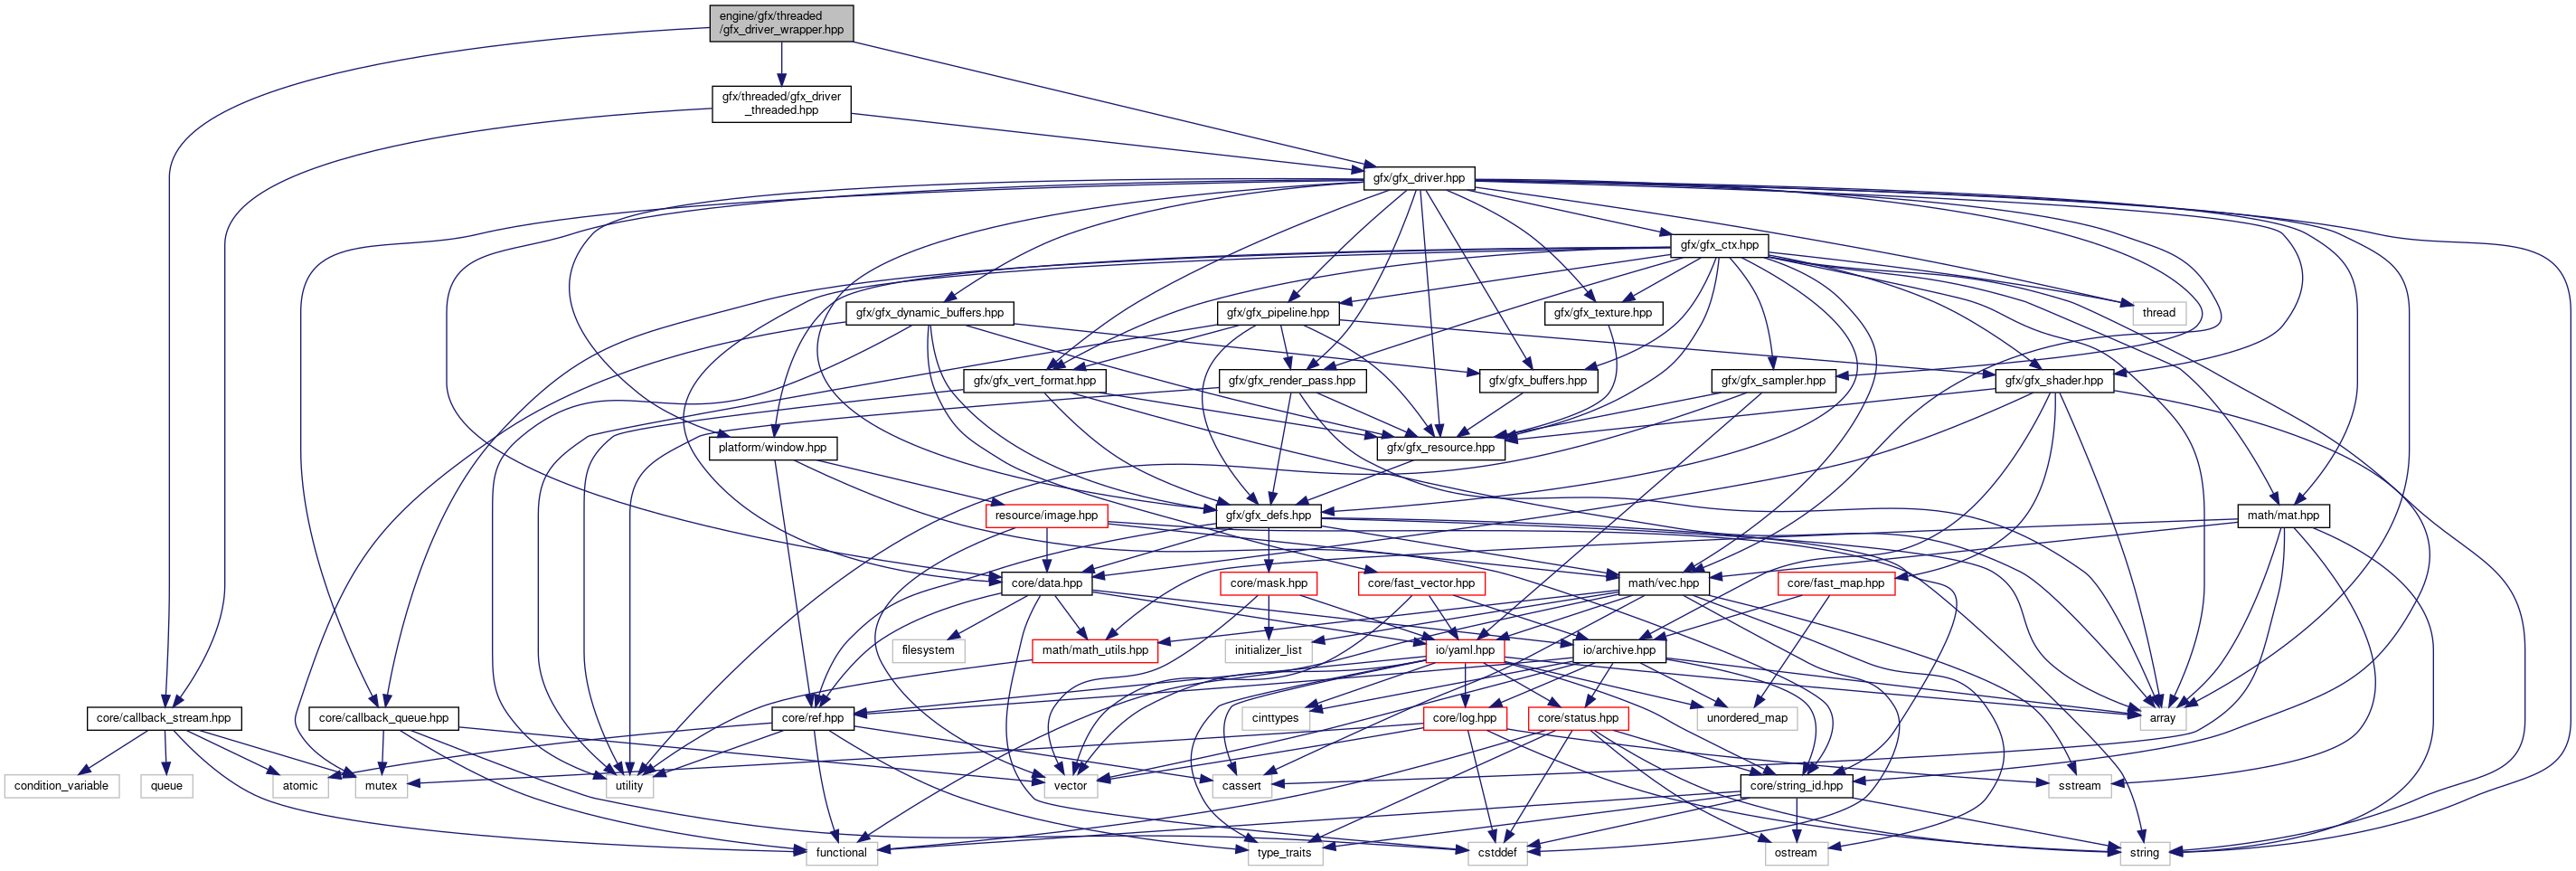 engine/gfx/threaded
/gfx_driver_wrapper.hpp
gfx/threaded/gfx_driver
_threaded.hpp
gfx/gfx_driver.hpp
gfx/gfx_ctx.hpp
gfx/gfx_dynamic_buffers.hpp
gfx/gfx_pipeline.hpp
gfx/gfx_texture.hpp
thread
gfx/gfx_vert_format.hpp
gfx/gfx_render_pass.hpp
gfx/gfx_buffers.hpp
gfx/gfx_sampler.hpp
gfx/gfx_shader.hpp
platform/window.hpp
gfx/gfx_resource.hpp
resource/image.hpp
gfx/gfx_defs.hpp
math/mat.hpp
core/data.hpp
core/mask.hpp
core/fast_vector.hpp
math/vec.hpp
core/fast_map.hpp
filesystem
math/math_utils.hpp
initializer_list
io/yaml.hpp
io/archive.hpp
core/callback_stream.hpp
core/callback_queue.hpp
core/ref.hpp
cinttypes
core/log.hpp
core/status.hpp
unordered_map
array
condition_variable
queue
atomic
mutex
utility
vector
cassert
core/string_id.hpp
sstream
functional
type_traits
cstddef
ostream
string